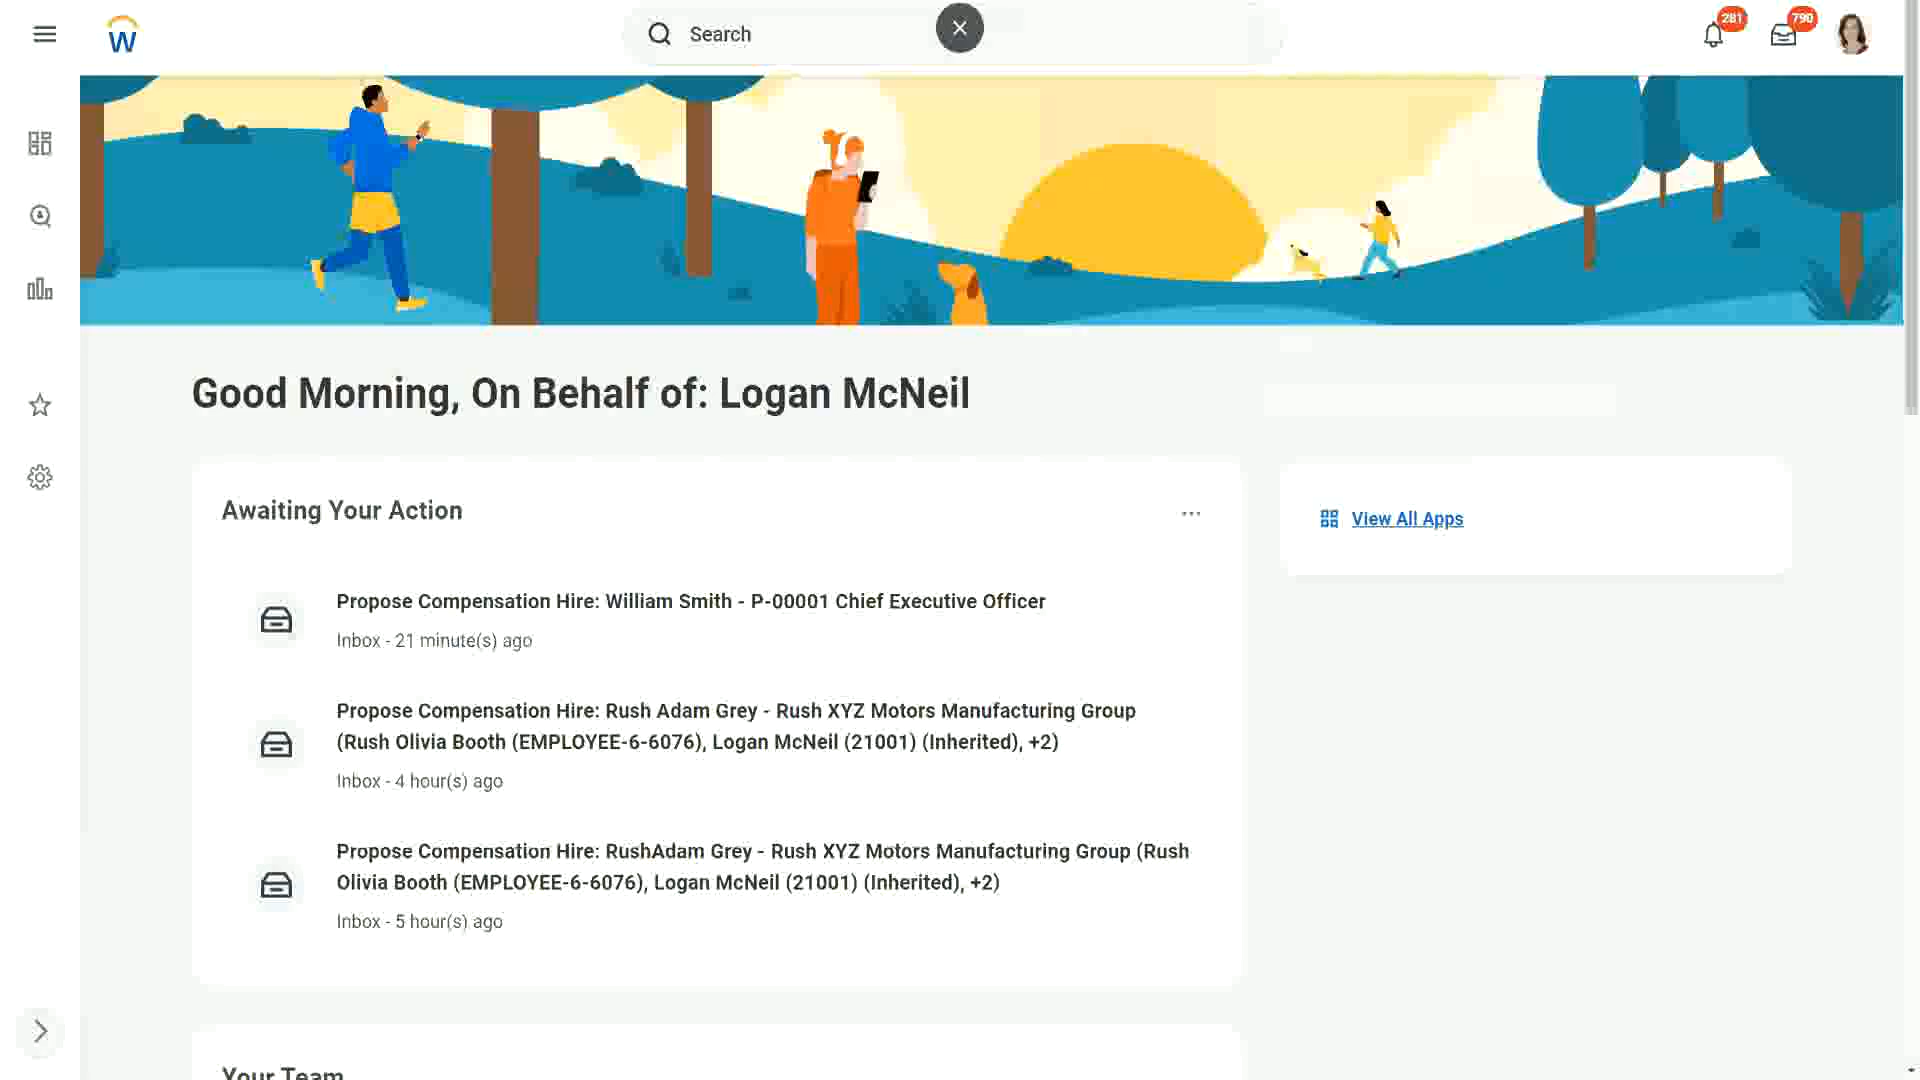 W
Search
281
790
Good Morning, On Behalf of: Logan McNeil
Awaiting Your Action
View All Apps
Propose Compensation Hire: William Smith - P-00001 Chief Executive Officer
Inbox - 21 minute(s) ago
Propose Compensation Hire: Rush Adam Grey - Rush XYZ Motors Manufacturing Group
(Rush Olivia Booth (EMPLOYEE-6-6076), Logan McNeil (21001) (Inherited), +2)
Inbox - 4 hour(s) ago
Propose Compensation Hire: RushAdam Grey - Rush XYZ Motors Manufacturing Group (Rush
Olivia Booth (EMPLOYEE-6-6076), Logan McNeil (21001) (Inherited), +2)
Inbox - 5 hour(s) ago
Your Team